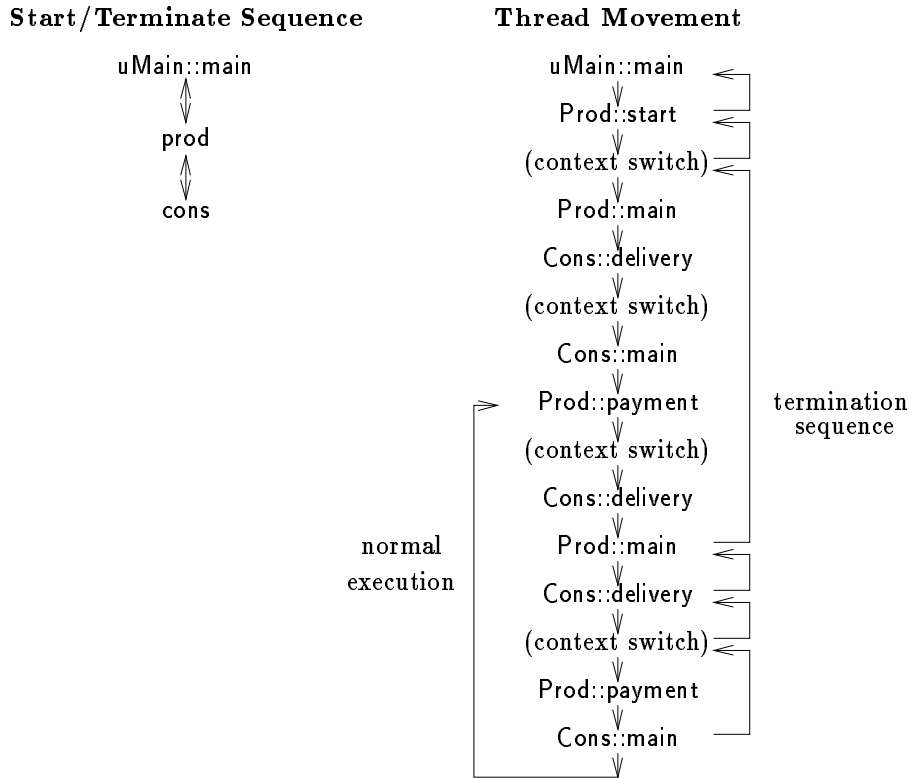 Start/Terminate Sequence
uMain::main
prod
cons
Thread Movement
uMain::main
Prod::start
(context switch)
Prod::main
Cons::delivery
(context switch)
Cons::main
Prod::payment
(context switch)
Cons::delivery
Prod::main
Cons::delivery
(context switch)
Prod::payment
Cons::main
normal
execution
termination
sequence